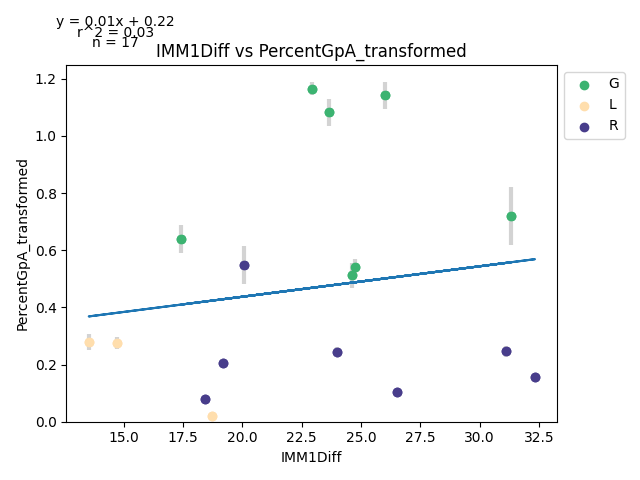 y = 0.01x + 0.22
r^2 = 0.03
n = 17
IMM1Diff vs PercentGpA_transformed
G
L
R
PercentGpA_transformed
1.2
1.0
0.8
0.6
0.4
0.2
0.0
15.0 17.5 20.0 22.5 25.0 27.5 30.0 32.5
IMM1Diff